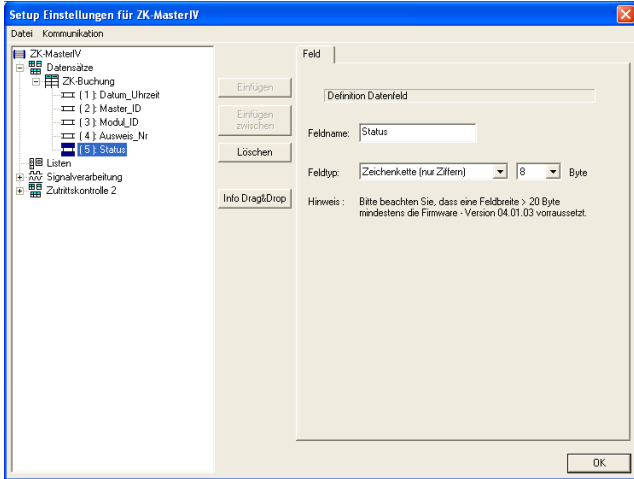 Setup Einstellungen für ZK-MasterIV
Datei Kommunikation
ZK-MasterIV
Datensätze
ZK-Buchung
( 1 ): Datum_Uhrzeit
( 2 ): Master_ID
( 3 ): Modul_ID
( 4 ): Ausweis_Nr
( 5 ): Status
Listen
Signalverarbeitung
Zutrittskontrolle 2
Einfügen
Einfügen
zwischen
Löschen
Info Drag&Drop
Feld
Definition Datenfeld
Feldname: Status
Feldtyp: Zeichenkette (nur Ziffern) 8 Byte
Hinweis : Bitte beachten Sie, dass eine Feldbreite > 20 Byte
mindestens die Firmware - Version 04.01.03 vorraussetzt.
OK